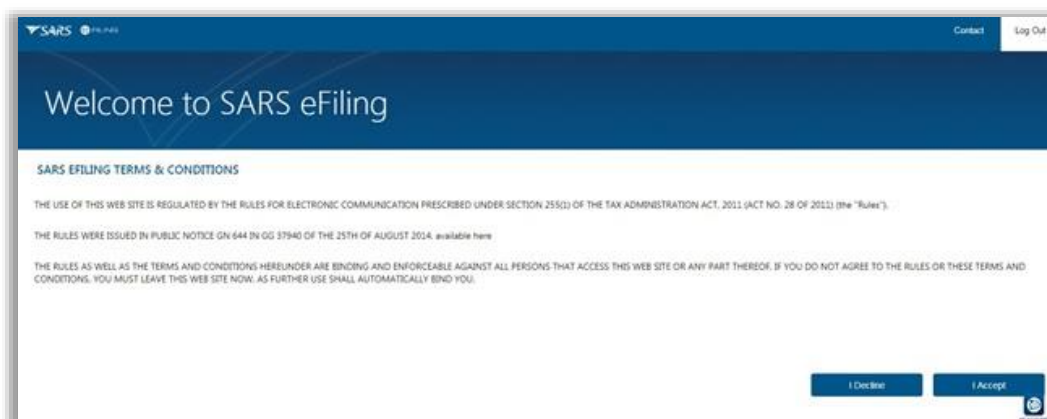 SARS eFILING
Contact
Log Out
Welcome to SARS eFiling
SARS EFILING TERMS & CONDITIONS
THE USE OF THIS WEB SITE IS REGULATED BY THE RULES FOR ELECTRONIC COMMUNICATION PRESCRIBED UNDER SECTION 255(1) OF THE TAX ADMINISTRATION ACT, 2011 (ACT NO. 28 OF 2011) (the "Rules").
THE RULES WERE ISSUED IN PUBLIC NOTICE GN 644 IN GG 37940 OF THE 25TH OF AUGUST 2014. available here
THE RULES AS WELL AS THE TERMS AND CONDITIONS HEREUNDER ARE BINDING AND ENFORCEABLE AGAINST ALL PERSONS THAT ACCESS THIS WEB SITE OR ANY PART THEREOF. IF YOU DO NOT AGREE TO THE RULES OR THESE TERMS AND
CONDITIONS, YOU MUST LEAVE THIS WEB SITE NOW. AS FURTHER USE SHALL AUTOMATICALLY BIND YOU.
I Decline
I Accept